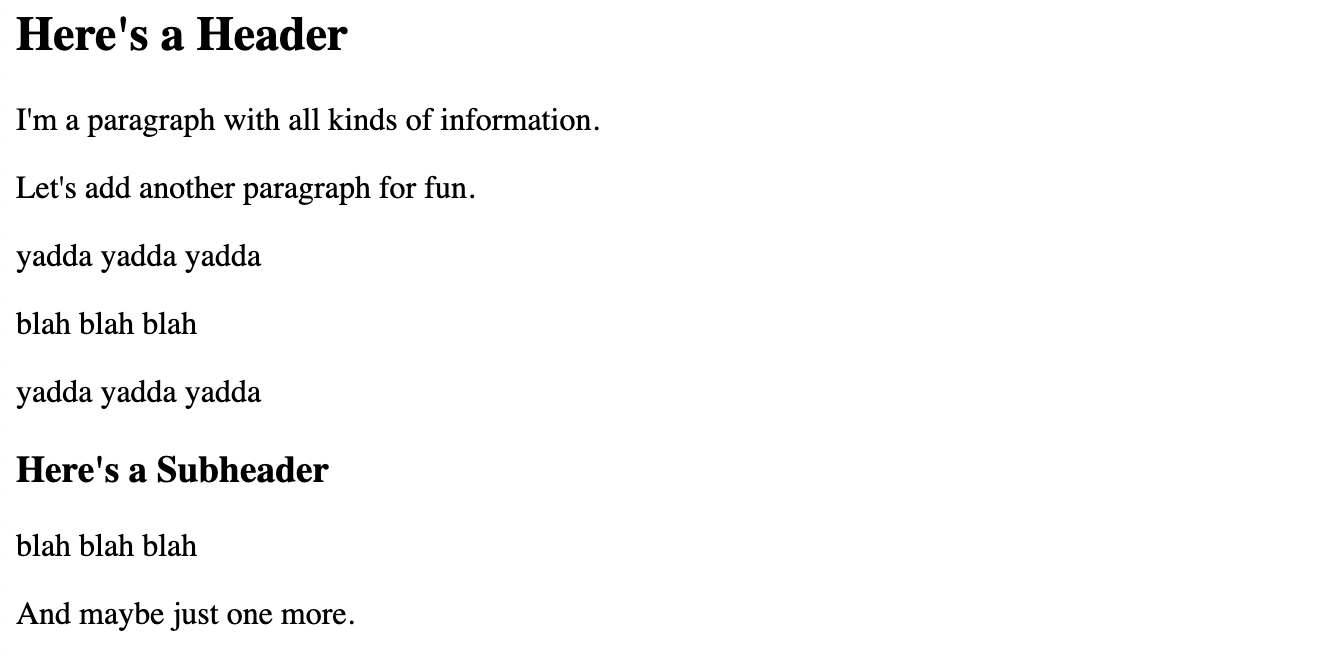 Here's a Header
I'm a paragraph with all kinds of information.
Let's add another paragraph for fun.
yadda yadda yadda
blah blah blah
yadda yadda yadda
Here's a Subheader
blah blah blah
And maybe just one more.